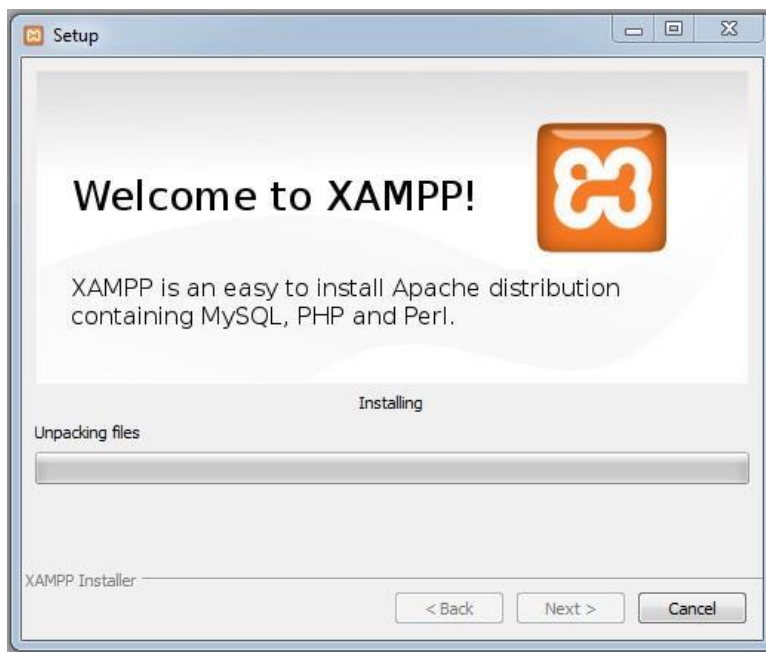 Setup
Welcome to XAMPP!
XAMPP is an easy to install Apache distribution
containing MySQL, PHP and Perl.
Installing
Unpacking files
XAMPP Installer
< Back
Next >
Cancel